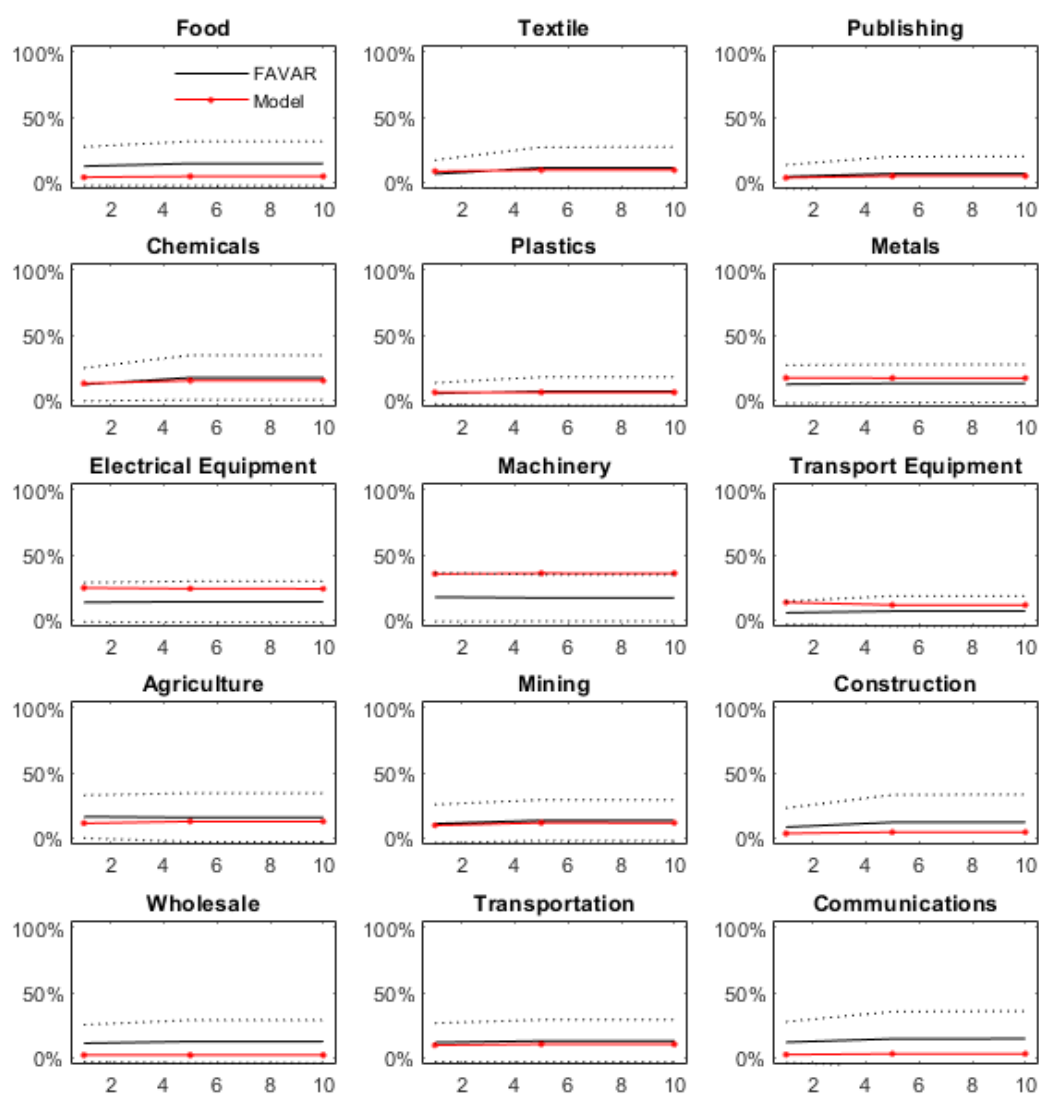 Food Textile Publishing
100% 100% 100%
FAVAR
Model
50% 50% 50%
0% 0% 0%
2 4 6 8 10 2 4 6 8 10 2 4 6 8 10
Chemicals Plastics Metals
100% 100% 100%
50% 50% 50%
0% 0% 0%
2 4 6 8 10 2 4 6 8 10 2 4 6 8 10
Electrical Equipment Machinery Transport Equipment
100% 100% 100%
50% 50% 50%
0% 0% 0%
2 4 6 8 10 2 4 6 8 10 2 4 6 8 10
Agriculture Mining Construction
100% 100% 100%
50% 50% 50%
0% 0% 0%
2 4 6 8 10 2 4 6 8 10 2 4 6 8 10
Wholesale Transportation Communications
100% 100% 100%
50% 50% 50%
0% 0% 0%
2 4 6 8 10 2 4 6 8 10 2 4 6 8 10